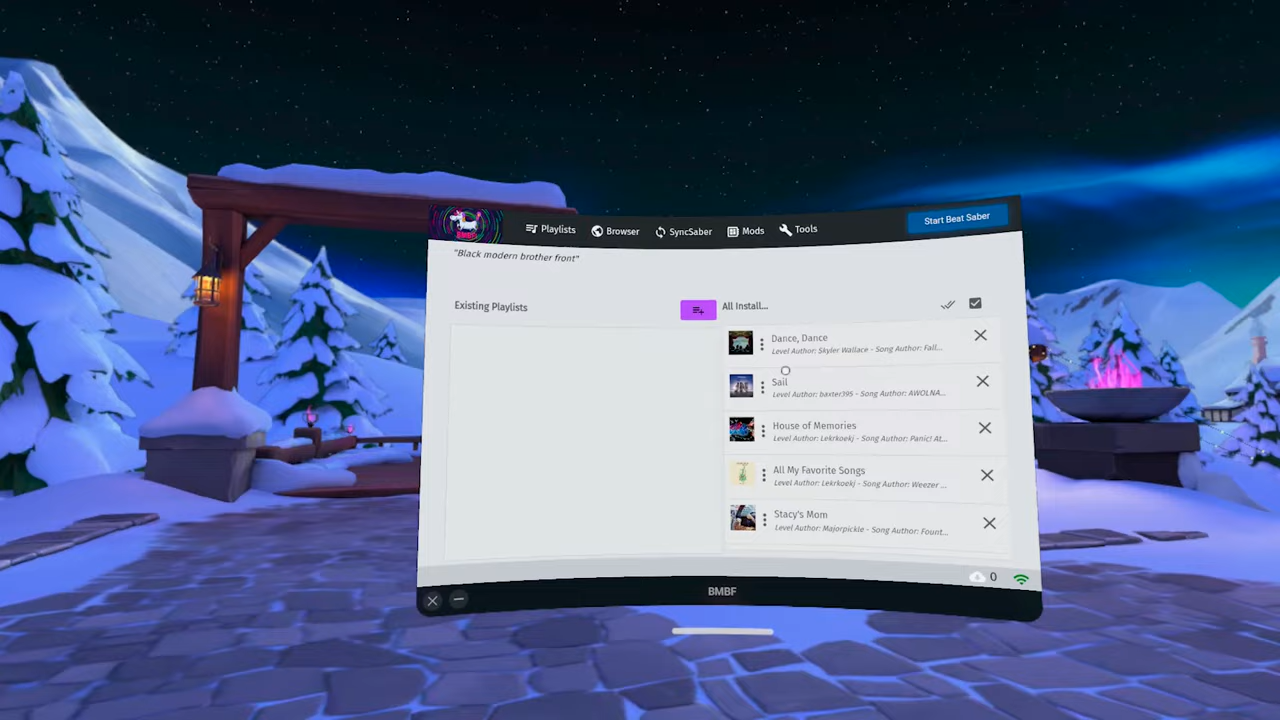 BMBF
Playlists
Browser
SyncSaber
Mods
Tools
Start Beat Saber
"Black modern brother front"
Existing Playlists
All Install...
Dance, Dance
Level Author: Skyler Wallace - Song Author: Fall...
Sail
Level Author: baxter395 - Song Author: AWOLNA...
House of Memories
Level Author: Lekrkoekj - Song Author: Panic! At...
All My Favorite Songs
Level Author: Lekrkoekj - Song Author: Weezer ...
Stacy's Mom
Level Author: Majorpickle - Song Author: Fount...
0
BMBF